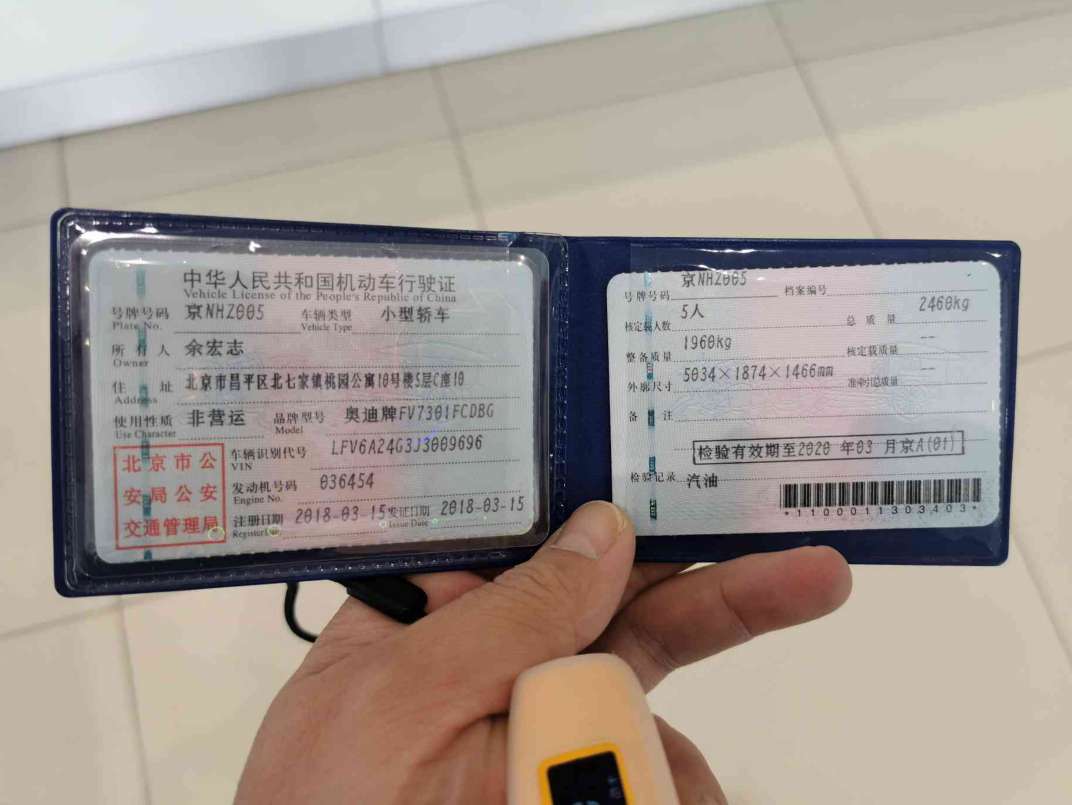 中华人民共和国机动车行驶证
Vehicle License of the People's Republic of China
号牌号码 京NHZ005 车辆类型 小型轿车
Plate No. Vehicle Type
所有人 余宏志
Owner
住址 北京市昌平区北七家镇桃园公寓10号楼5层C座10
Address
使用性质 非营运 品牌型号 奥迪牌FV7301FCDBG
Use Character Model
北京市公
安局公安
交通管理局
车辆识别代号 LFV6A24G3J3009696
VIN
发动机号码 036454
Engine No.
注册日期 2018-03-15 发证日期 2018-03-15
Register Date Issue Date
号牌号码 京NHZ005 档案编号
核定载人数 5人 总质量 2460kg
整备质量 1960kg 核定载质量 --
外廓尺寸 5034×1874×1466mm 准牵引总质量 --
备注
检验有效期至2020 年03 月京A(01)
检验记录 汽油
*1100011303403*